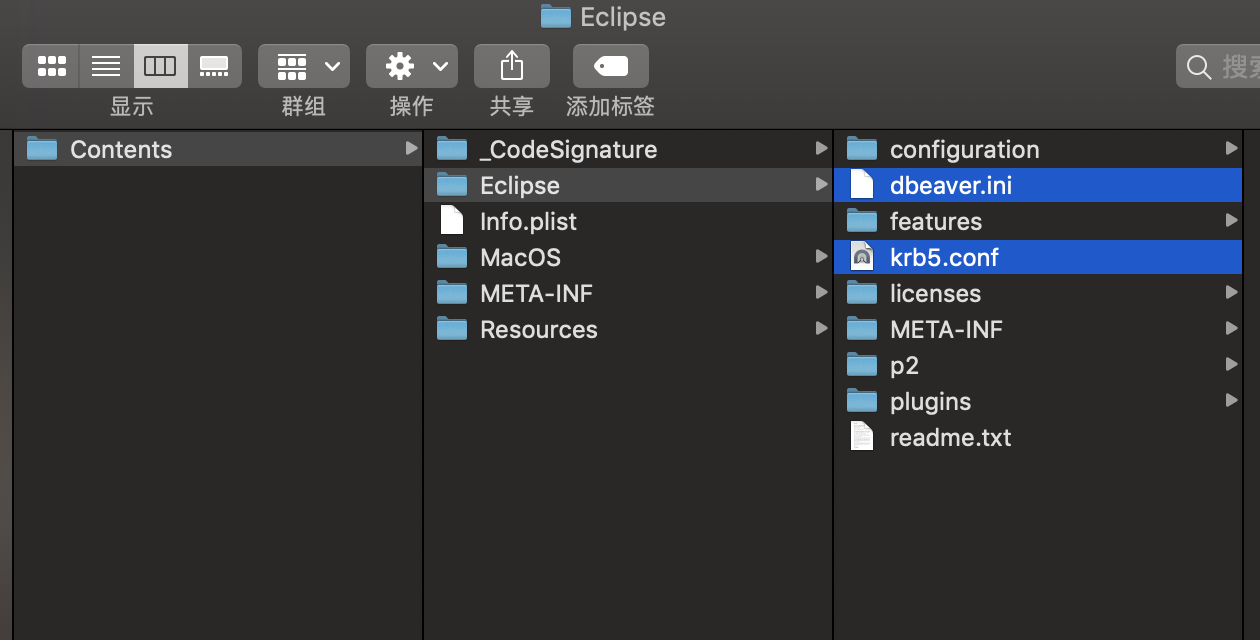 Eclipse
显示 群组 操作 共享 添加标签
搜索
Contents
_CodeSignature
Eclipse
Info.plist
MacOS
META-INF
Resources
configuration
dbeaver.ini
features
krb5.conf
licenses
META-INF
p2
plugins
readme.txt